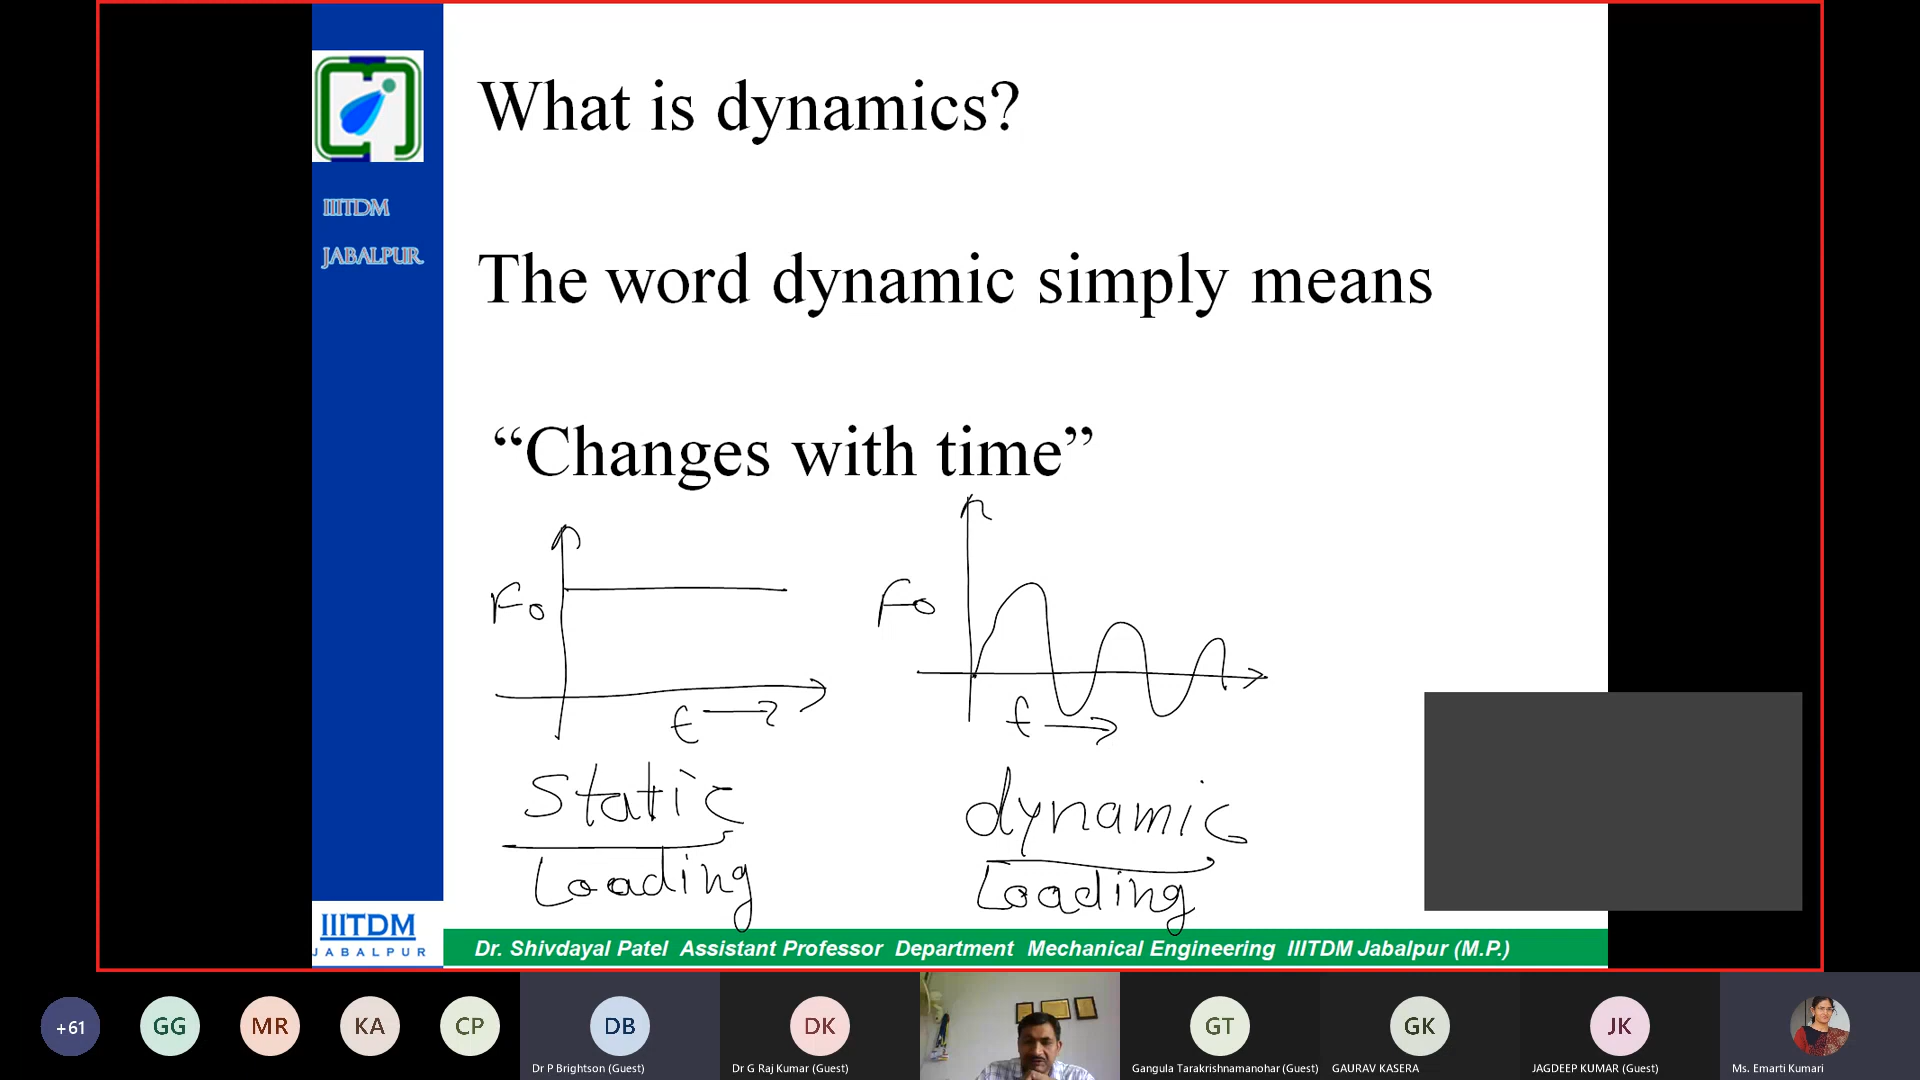 What is dynamics?
IIITDM
JABALPUR
The word dynamic simply means
“Changes with time”
Fo
t
Static
Loading
Fo
t
dynamic
Loading
IIITDM
JABALPUR
Dr. Shivdayal Patel Assistant Professor Department Mechanical Engineering IIITDM Jabalpur (M.P.)
+61
GG
MR
KA
CP
DB
Dr P Brightson (Guest)
DK
Dr G Raj Kumar (Guest)
GT
Gangula Tarakrishnamanohar (Guest)
GK
GAURAV KASERA
JK
JAGDEEP KUMAR (Guest)
Ms. Emarti Kumari